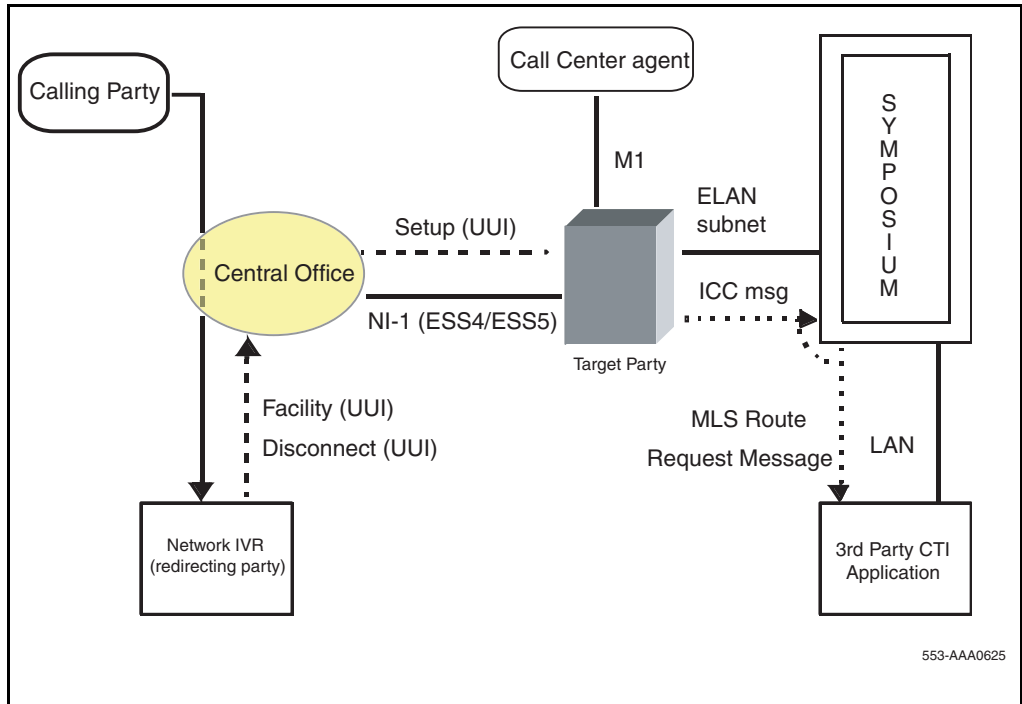 Calling Party
Call Center agent
M1
SYMPOSIUM
ELAN
subnet
Setup (UUI)
Central Office
NI-1 (ESS4/ESS5)
ICC msg
Target Party
Facility (UUI)
Disconnect (UUI)
MLS Route
Request Message
LAN
Network IVR
(redirecting party)
3rd Party CTI
Application
553-AAA0625